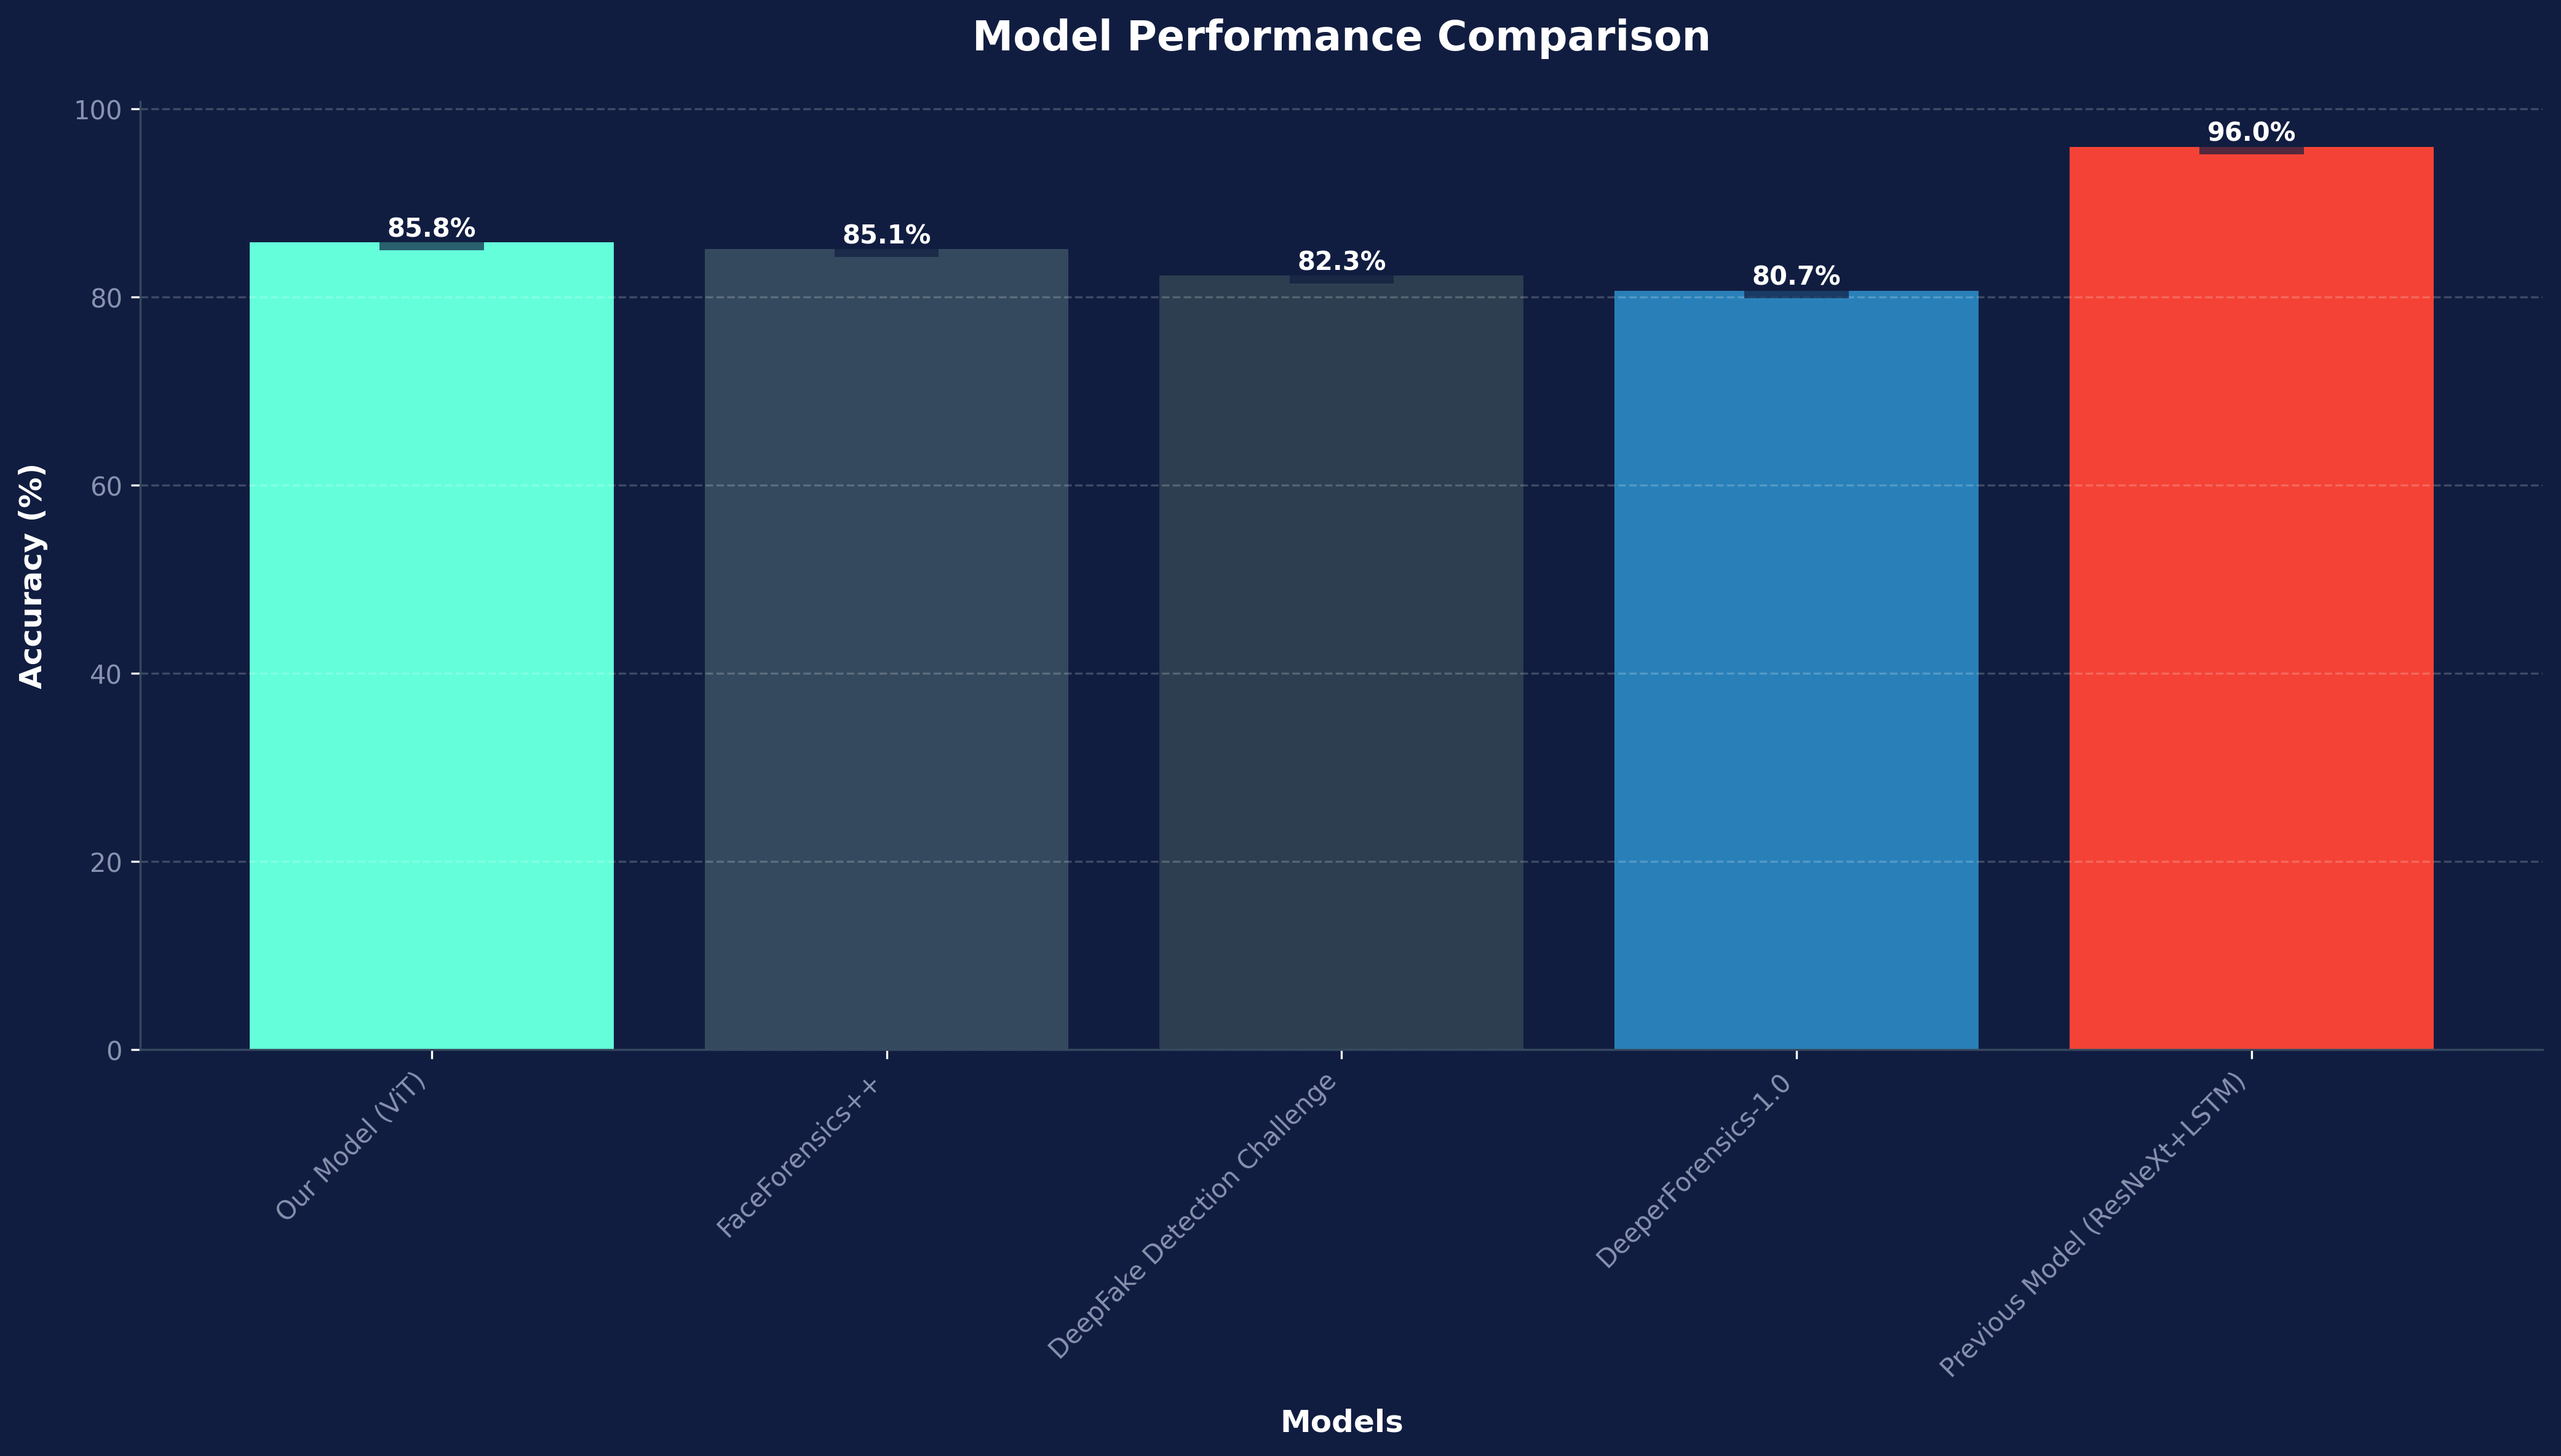 Model Performance Comparison
Accuracy (%)
100
80
60
40
20
0
85.8%
85.1%
82.3%
80.7%
96.0%
Our Model (ViT)
FaceForensics++
DeepFake Detection Challenge
DeeperForensics-1.0
Previous Model (ResNeXt+LSTM)
Models